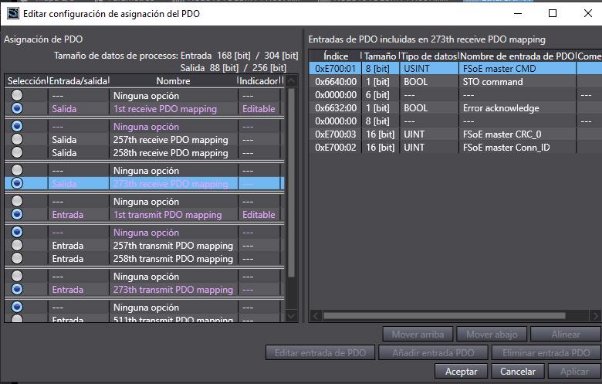 Editar configuración de asignación del PDO
Asignación de PDO
Tamaño de datos de procesos: Entrada 168 [bit] / 304 [bit]
Salida 88 [bit] / 256 [bit]
Selección Entrada/salida Nombre Indicador
--- Ninguna opción ---
Salida 1st receive PDO mapping Editable
--- Ninguna opción
Salida 257th receive PDO mapping ---
Salida 258th receive PDO mapping ---
--- Ninguna opción ---
Salida 273th receive PDO mapping ---
--- Ninguna opción ---
Entrada 1st transmit PDO mapping Editable
--- Ninguna opción
Entrada 257th transmit PDO mapping ---
Entrada 258th transmit PDO mapping ---
--- Ninguna opción ---
Entrada 273th transmit PDO mapping ---
--- Ninguna opción
Entrada 511th transmit PDO mapping ---
Entradas de PDO incluidas en 273th receive PDO mapping
Índice Tamaño Tipo de datos Nombre de entrada de PDO Come
0xE700:01 8 [bit] USINT FSoE master CMD
0x6640:00 1 [bit] BOOL STO command
0x0000:00 6 [bit] --- --- ---
0x6632:00 1 [bit] BOOL Error acknowledge
0x0000:00 8 [bit] --- --- ---
0xE700:03 16 [bit] UINT FSoE master CRC_0
0xE700:02 16 [bit] UINT FSoE master Conn_ID
Mover arriba Mover abajo Alinear
Editar entrada de PDO Añadir entrada PDO Eliminar entrada PDO
Aceptar Cancelar Aplicar